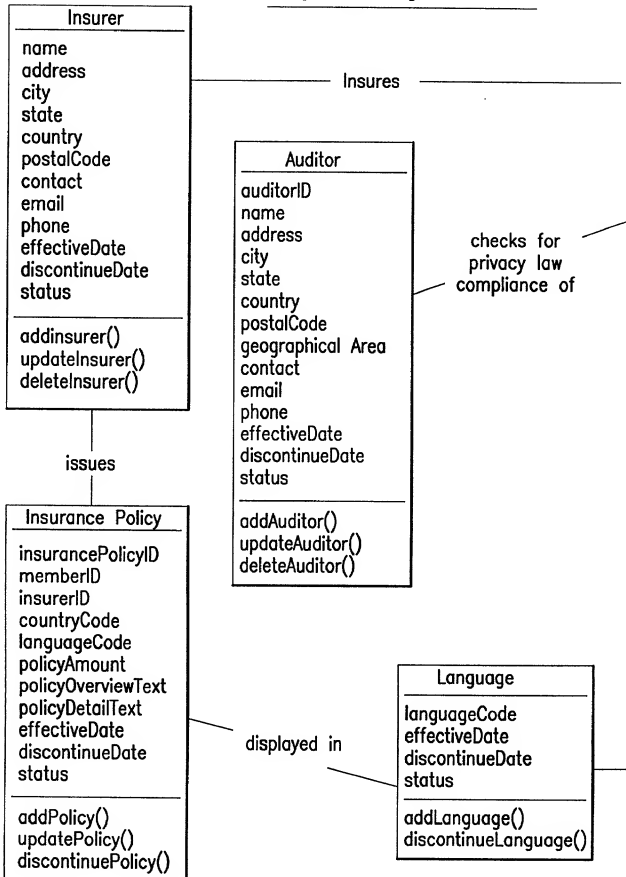 Insurer
name
address
city
state
country
postalCode
contact
email
phone
effectiveDate
discontinueDate
status
addinsurer()
updateInsurer()
deleteInsurer()
Insures
Auditor
auditorID
name
address
city
state
country
postalCode
geographical Area
contact
email
phone
effectiveDate
discontinueDate
status
addAuditor()
updateAuditor()
deleteAuditor()
checks for
privacy law
compliance of
issues
Insurance Policy
insurancePolicyID
memberID
insurerID
countryCode
languageCode
policyAmount
policyOverviewText
policyDetailText
effectiveDate
discontinueDate
status
addPolicy()
updatePolicy()
discontinuePolicy()
displayed in
Language
languageCode
effectiveDate
discontinueDate
status
addLanguage()
discontinueLanguage()